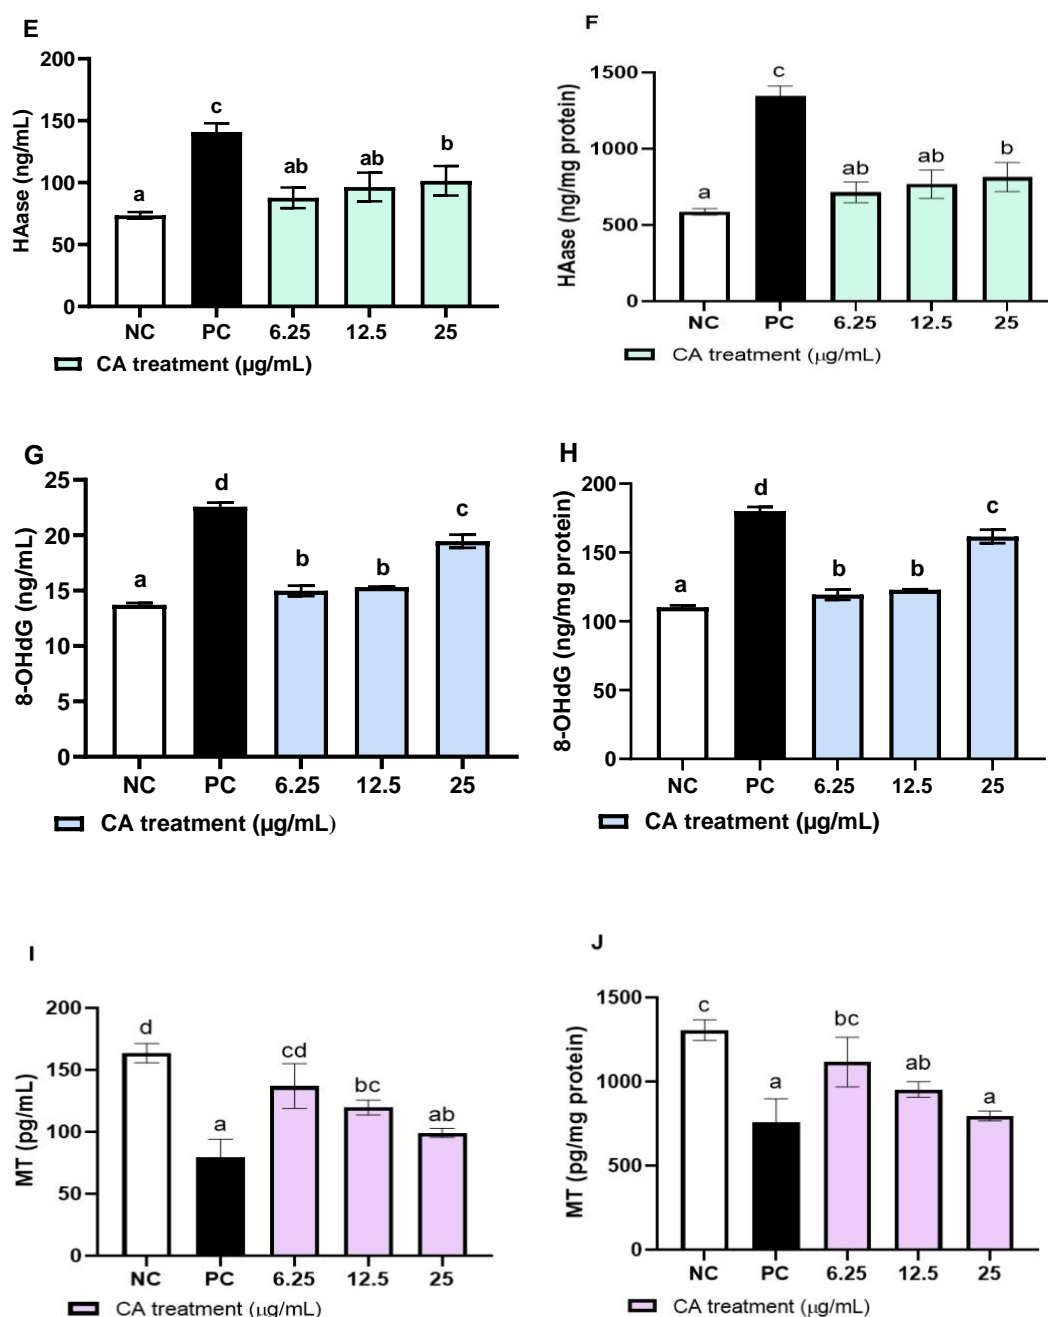 E
200
150
100
50
0
HAase (ng/mL)
a
c
ab
ab
b
NC PC 6.25 12.5 25
CA treatment (µg/mL)
F
1500
1000
500
0
HAase (ng/mg protein)
a
c
ab
ab
b
NC PC 6.25 12.5 25
CA treatment (µg/mL)
G
25
20
15
10
5
0
8-OHdG (ng/mL)
a
d
b
b
c
NC PC 6.25 12.5 25
CA treatment (µg/mL)
H
200
150
100
50
0
8-OHdG (ng/mg protein)
a
d
b
b
c
NC PC 6.25 12.5 25
CA treatment (µg/mL)
I
200
150
100
50
0
MT (pg/mL)
d
a
cd
bc
ab
NC PC 6.25 12.5 25
CA treatment (µg/mL)
J
1500
1000
500
0
MT (pg/mg protein)
c
a
bc
ab
a
NC PC 6.25 12.5 25
CA treatment (µg/mL)